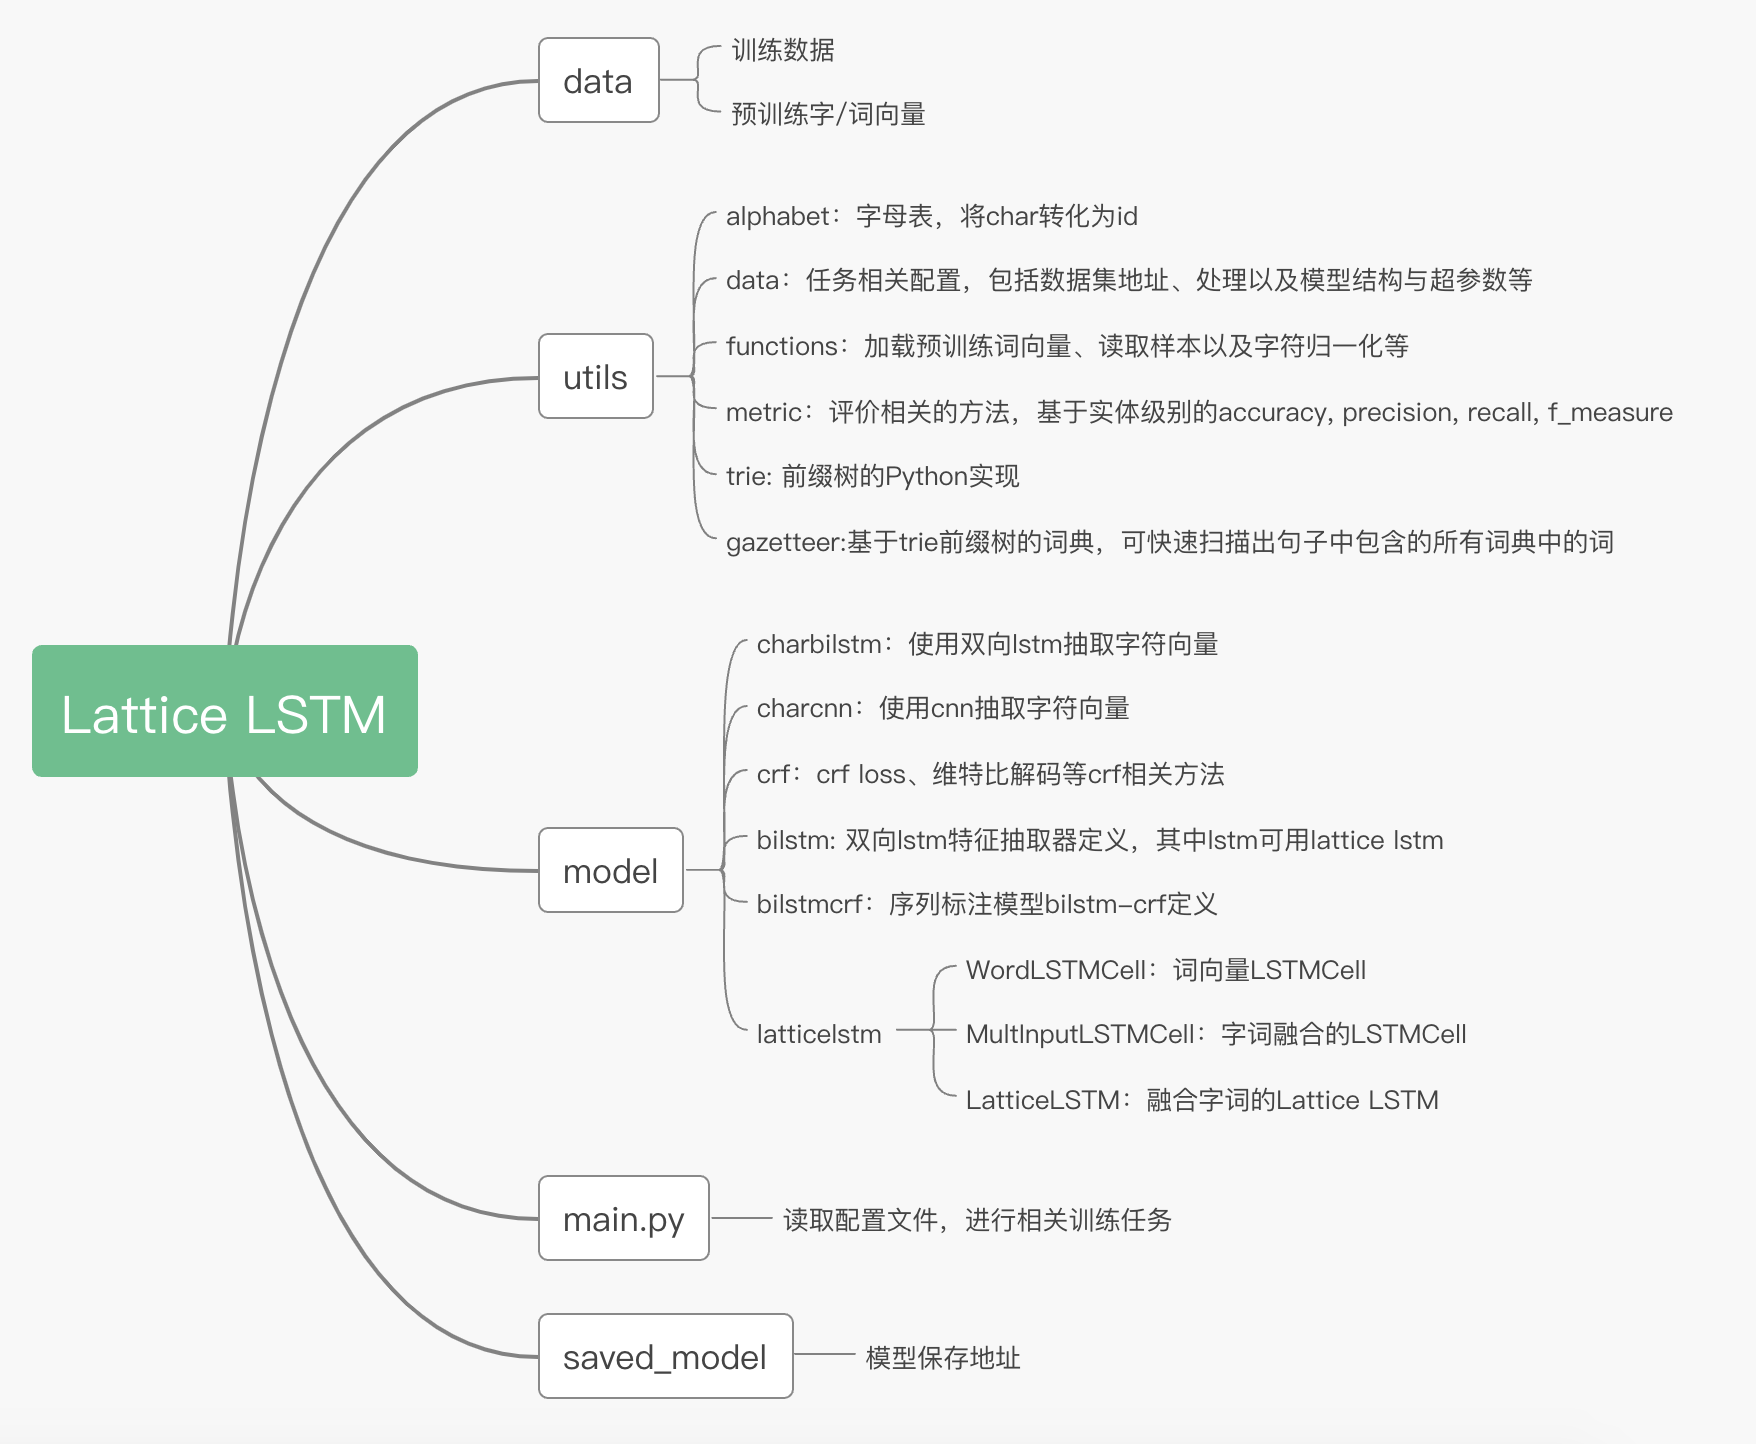 data
训练数据
预训练字/词向量
utils
alphabet：字母表，将char转化为id
data：任务相关配置，包括数据集地址、处理以及模型结构与超参数等
functions：加载预训练词向量、读取样本以及字符归一化等
metric：评价相关的方法，基于实体级别的accuracy, precision, recall, f_measure
trie: 前缀树的Python实现
gazetteer:基于trie前缀树的词典，可快速扫描出句子中包含的所有词典中的词
Lattice LSTM
model
charbilstm：使用双向lstm抽取字符向量
charcnn：使用cnn抽取字符向量
crf：crf loss、维特比解码等crf相关方法
bilstm: 双向lstm特征抽取器定义，其中lstm可用lattice lstm
bilstmcrf：序列标注模型bilstm-crf定义
latticelstm
WordLSTMCell：词向量LSTMCell
MultInputLSTMCell：字词融合的LSTMCell
LatticeLSTM：融合字词的Lattice LSTM
main.py
读取配置文件，进行相关训练任务
saved_model
模型保存地址